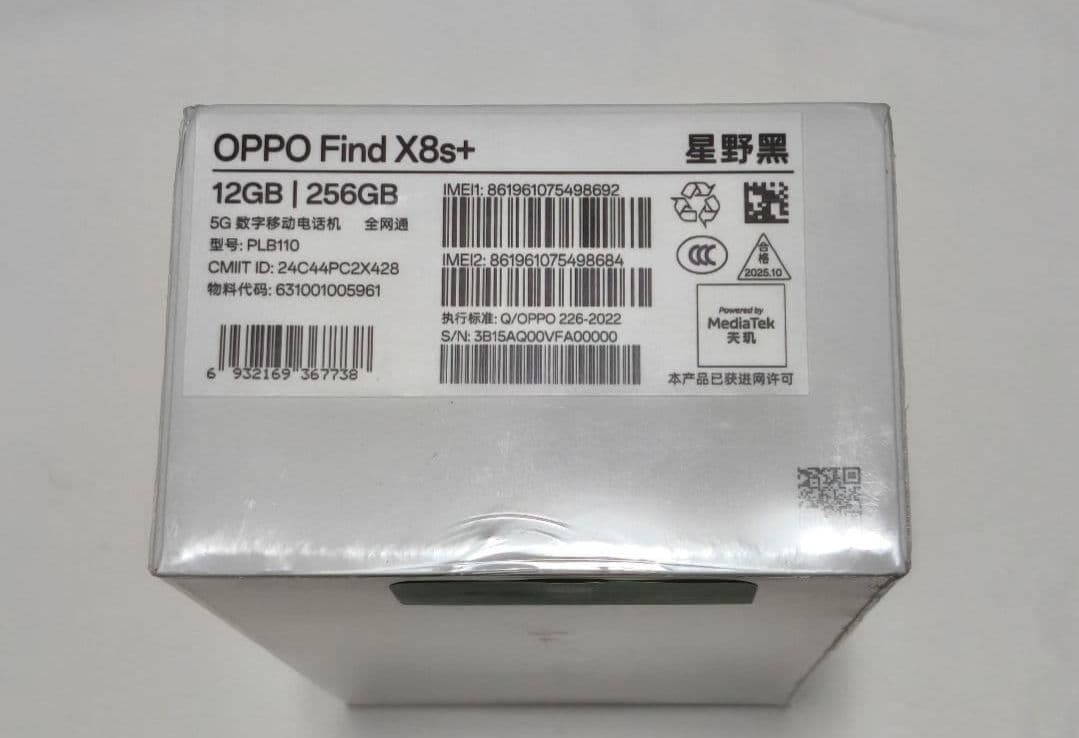 OPPO Find X8s+
星野黑
12GB | 256GB
5G 数字移动电话机 全网通
型号: PLB110
CMIIT ID: 24C44PC2X428
物料代码: 631001005961
6 932169 367738
IMEI1: 861961075498692
IMEI2: 861961075498684
执行标准: Q/OPPO 226-2022
S/N: 3B15AQ00VFA00000
CCC
合格
2025.10
Powered by
MediaTek
天玑
本产品已获进网许可